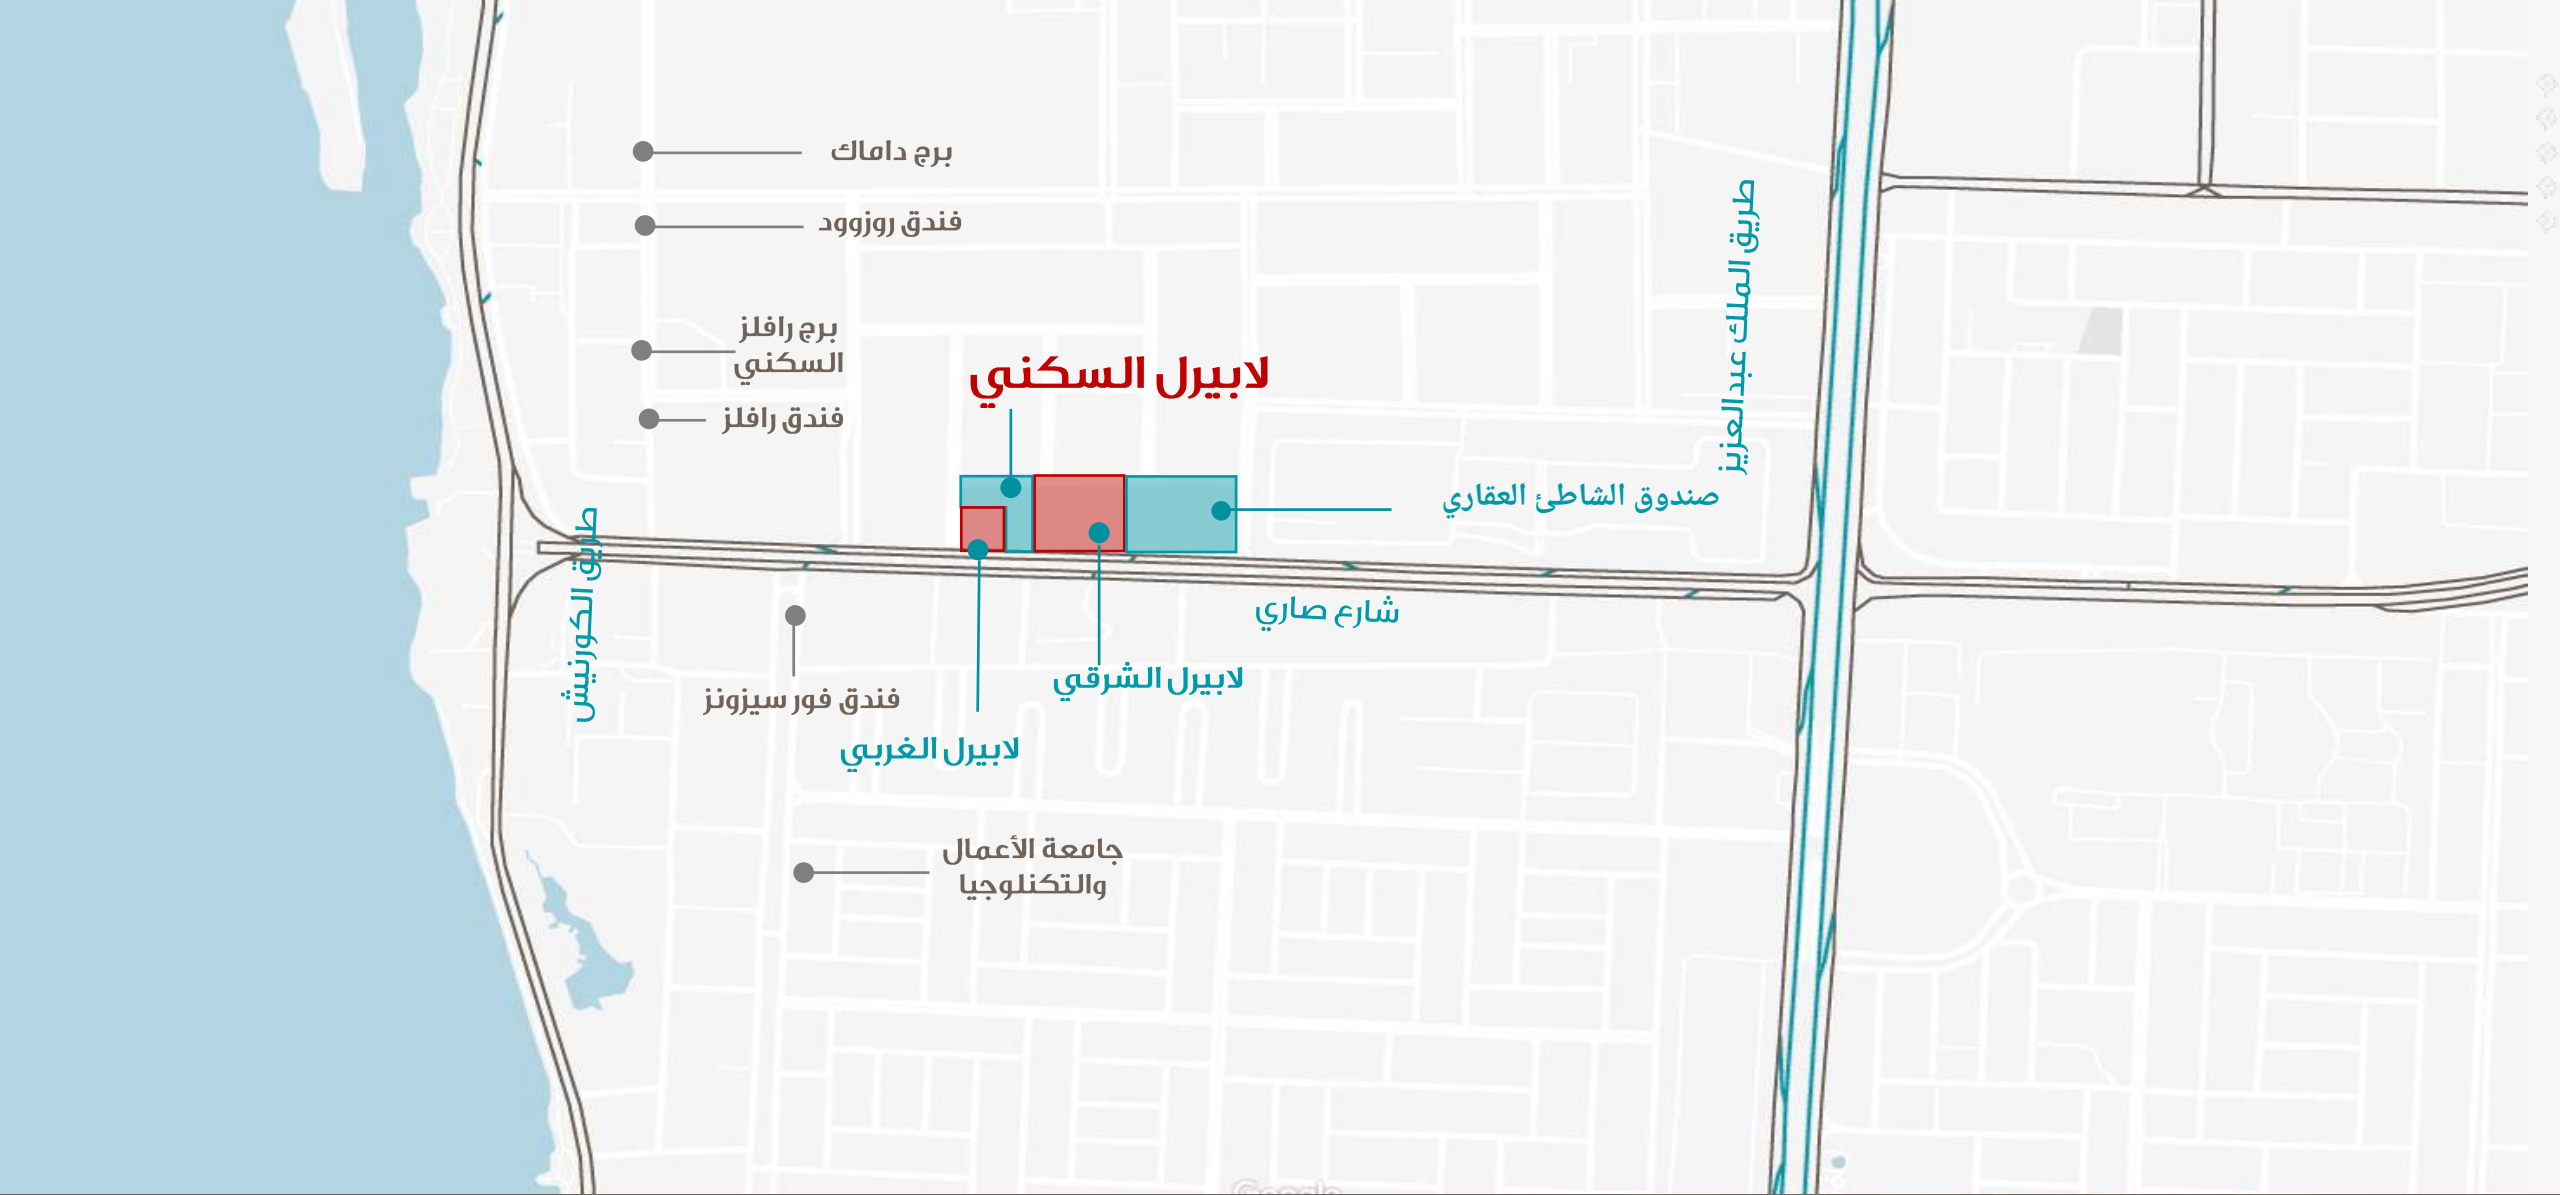 برج داماك
فندق روزوود
برج رافلز
السكني
فندق رافلز
لابيرل السكني
طريق الملك عبدالعزيز
صندوق الشاطئ العقاري
طريق الكورنيش
شارع صاري
لابيرل الشرقي
فندق فور سيزونز
لابيرل الغربي
جامعة الأعمال
والتكنلوجيا
Google